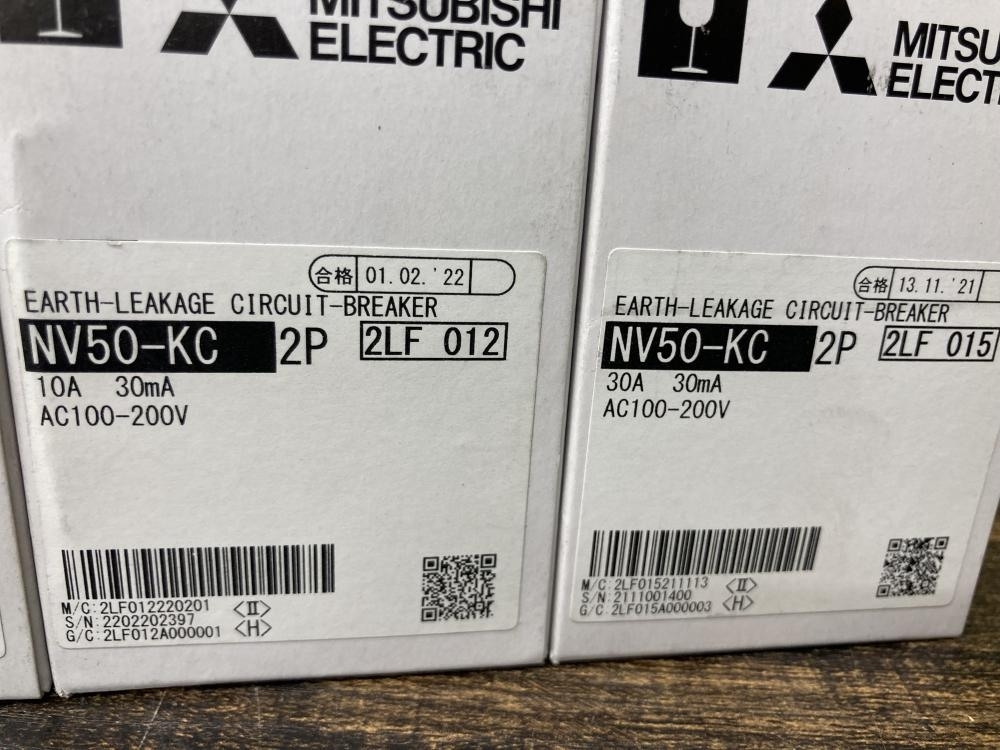 MITSUBISHI
ELECTRIC
合格 01.02.'22
EARTH-LEAKAGE CIRCUIT-BREAKER
NV50-KC 2P 2LF 012
10A 30mA
AC100-200V
M/C:2LF012220201 <II>
S/N:2202202397
G/C:2LF012A000001 <H>
MITSU
ELECT
合格 13.11.'21
EARTH-LEAKAGE CIRCUIT-BREAKER
NV50-KC 2P 2LF 015
30A 30mA
AC100-200V
M/C:2LF015211113 <II>
S/N:2111001400
G/C:2LF015A000003 <H>